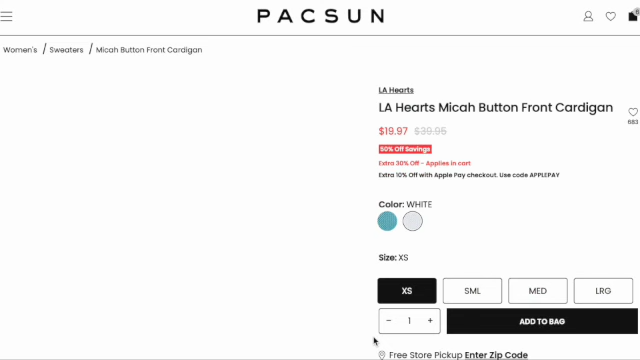 PACSUN
Women's / Sweaters / Micah Button Front Cardigan
LA Hearts
LA Hearts Micah Button Front Cardigan
683
$19.97 $39.95
50% Off Savings
Extra 30% Off - Applies in cart
Extra 10% Off with Apple Pay checkout. Use code APPLEPAY
Color: WHITE
Size: XS
XS SML MED LRG
− 1 + ADD TO BAG
Free Store Pickup Enter Zip Code